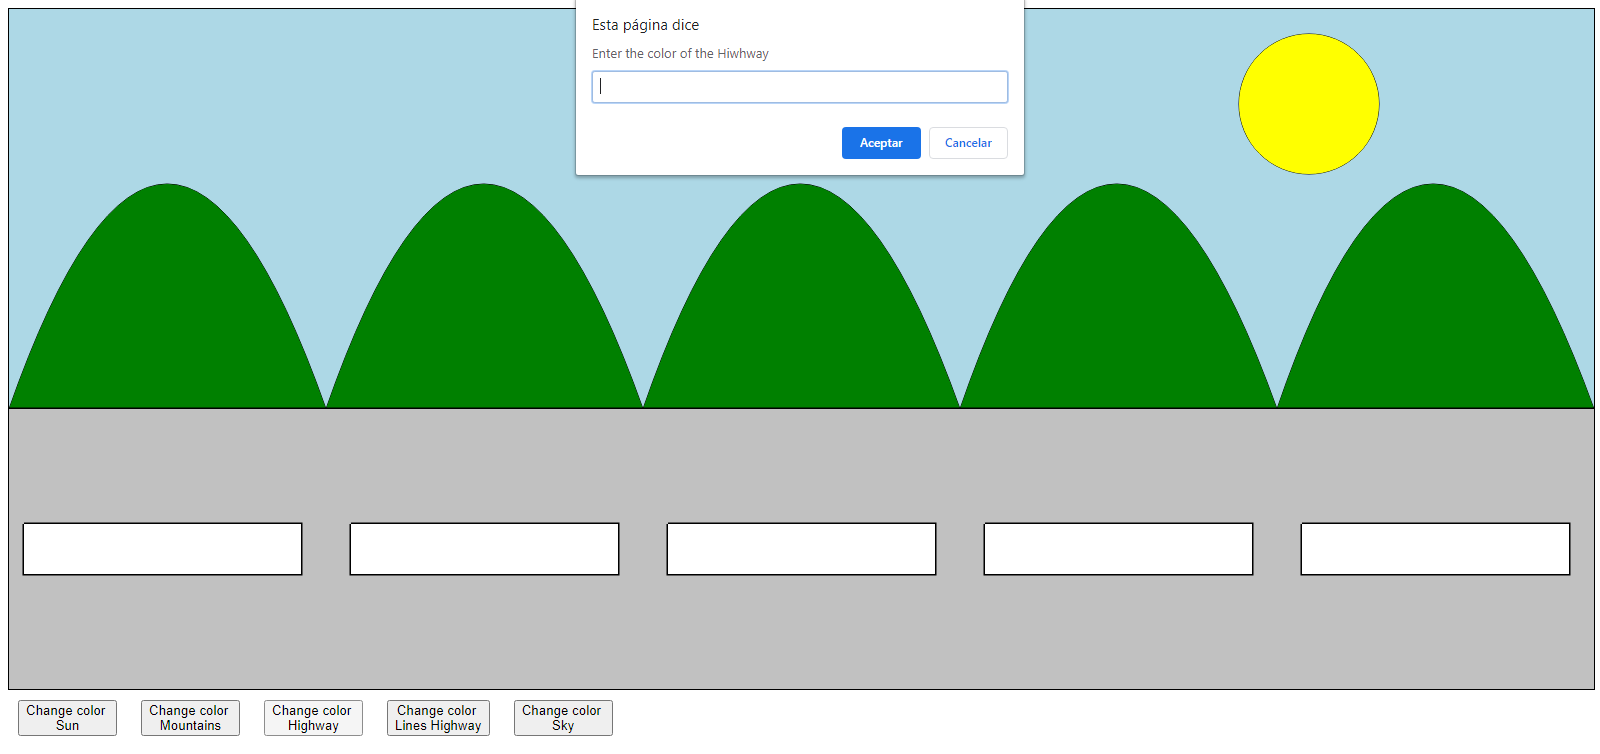 Esta página dice
Enter the color of the Hiwhway
Aceptar
Cancelar
Change color
Sun
Change color
Mountains
Change color
Highway
Change color
Lines Highway
Change color
Sky